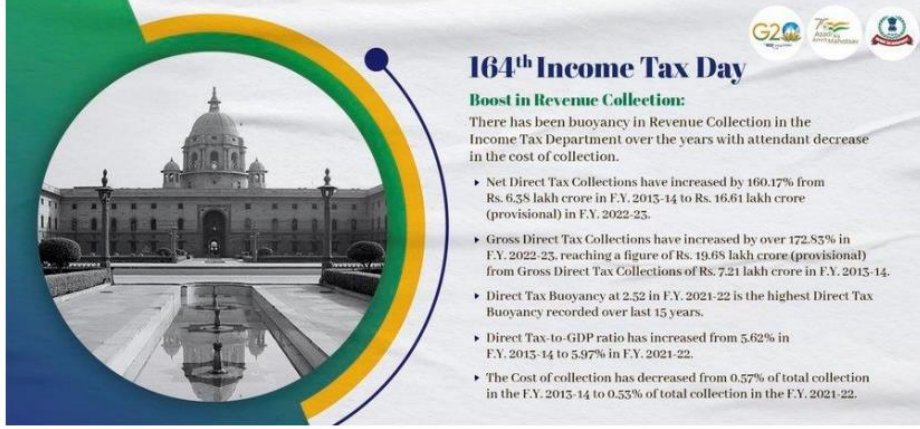 G20
75
Azadi Ka
Amrit Mahotsav
164th Income Tax Day
Boost in Revenue Collection:
There has been buoyancy in Revenue Collection in the
Income Tax Department over the years with attendant decrease
in the cost of collection.
Net Direct Tax Collections have increased by 160.17% from
Rs. 6.38 lakh crore in F.Y. 2013-14 to Rs. 16.61 lakh crore
(provisional) in F.Y. 2022-23.
Gross Direct Tax Collections have increased by over 172.83% in
F.Y. 2022-23, reaching a figure of Rs. 19.68 lakh crore (provisional)
from Gross Direct Tax Collections of Rs. 7.21 lakh crore in F.Y. 2013-14.
Direct Tax Buoyancy at 2.52 in F.Y. 2021-22 is the highest Direct Tax
Buoyancy recorded over last 15 years.
Direct Tax-to-GDP ratio has increased from 5.62% in
F.Y. 2013-14 to 5.97% in F.Y. 2021-22.
The Cost of collection has decreased from 0.57% of total collection
in the F.Y. 2013-14 to 0.53% of total collection in the F.Y. 2021-22.